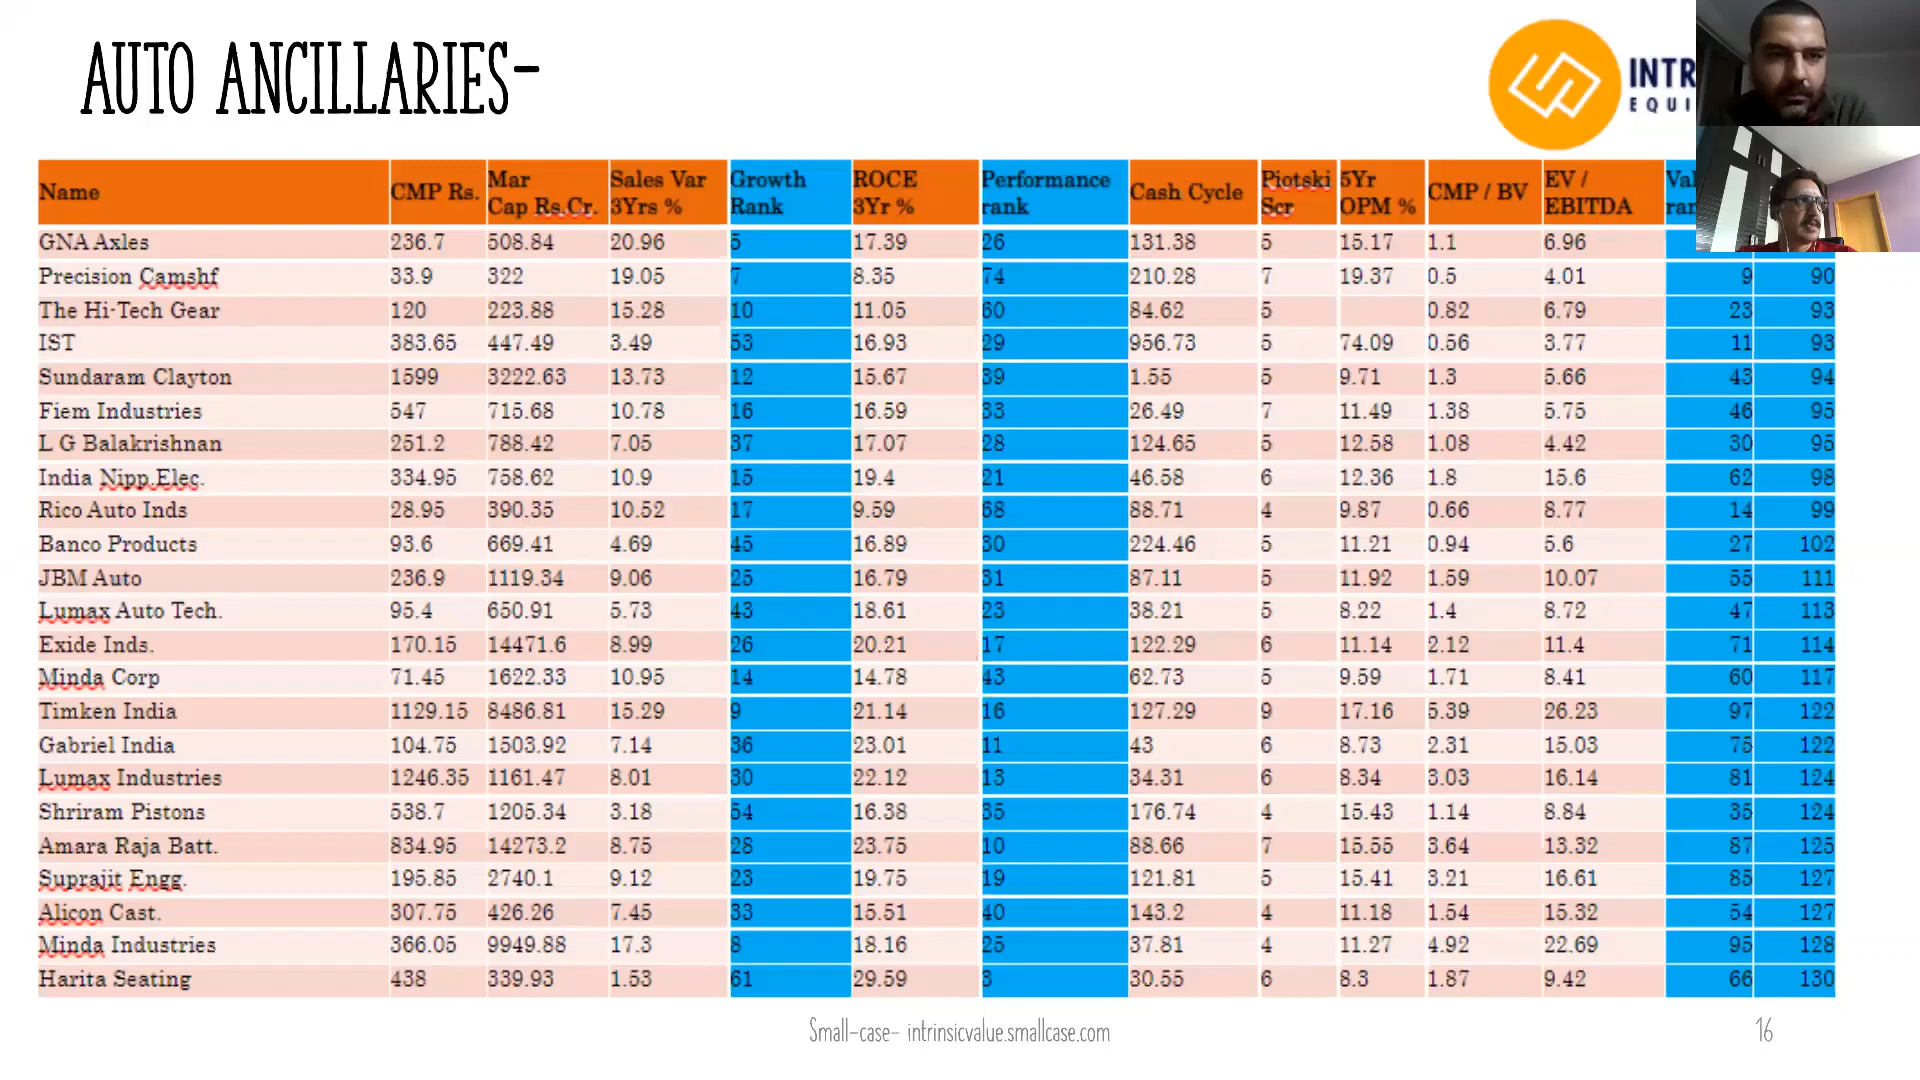 AUTO ANCILLARIES-
INTR
EQUI
Name CMP Rs. Mar Cap Rs.Cr. Sales Var 3Yrs % Growth Rank ROCE 3Yr % Performance rank Cash Cycle Piotski Scr 5Yr OPM % CMP / BV EV / EBITDA
GNA Axles 236.7 508.84 20.96 5 17.39 26 131.38 5 15.17 1.1 6.96
Precision Camshf 33.9 322 19.05 7 8.35 74 210.28 7 19.37 0.5 4.01 9 90
The Hi-Tech Gear 120 223.88 15.28 10 11.05 60 84.62 5 0.82 6.79 23 93
IST 383.65 447.49 3.49 53 16.93 29 956.73 5 74.09 0.56 3.77 11 93
Sundaram Clayton 1599 3222.63 13.73 12 15.67 39 1.55 5 9.71 1.3 5.66 43 94
Fiem Industries 547 715.68 10.78 16 16.59 33 26.49 7 11.49 1.38 5.75 46 95
L G Balakrishnan 251.2 788.42 7.05 37 17.07 28 124.65 5 12.58 1.08 4.42 30 95
India Nipp.Elec. 334.95 758.62 10.9 15 19.4 21 46.58 6 12.36 1.8 15.6 62 98
Rico Auto Inds 28.95 390.35 10.52 17 9.59 68 88.71 4 9.87 0.66 8.77 14 99
Banco Products 93.6 669.41 4.69 45 16.89 30 224.46 5 11.21 0.94 5.6 27 102
JBM Auto 236.9 1119.34 9.06 25 16.79 31 87.11 5 11.92 1.59 10.07 55 111
Lumax Auto Tech. 95.4 650.91 5.73 43 18.61 23 38.21 5 8.22 1.4 8.72 47 113
Exide Inds. 170.15 14471.6 8.99 26 20.21 17 122.29 6 11.14 2.12 11.4 71 114
Minda Corp 71.45 1622.33 10.95 14 14.78 43 62.73 5 9.59 1.71 8.41 60 117
Timken India 1129.15 8486.81 15.29 9 21.14 16 127.29 9 17.16 5.39 26.23 97 122
Gabriel India 104.75 1503.92 7.14 36 23.01 11 43 6 8.73 2.31 15.03 75 122
Lumax Industries 1246.35 1161.47 8.01 30 22.12 13 34.31 6 8.34 3.03 16.14 81 124
Shriram Pistons 538.7 1205.34 3.18 54 16.38 35 176.74 4 15.43 1.14 8.84 35 124
Amara Raja Batt. 834.95 14273.2 8.75 28 23.75 10 88.66 7 15.55 3.64 13.32 87 125
Suprajit Engg. 195.85 2740.1 9.12 23 19.75 19 121.81 5 15.41 3.21 16.61 85 127
Alicon Cast. 307.75 426.26 7.45 33 15.51 40 143.2 4 11.18 1.54 15.32 54 127
Minda Industries 366.05 9949.88 17.3 8 18.16 25 37.81 4 11.27 4.92 22.69 95 128
Harita Seating 438 339.93 1.53 61 29.59 3 30.55 6 8.3 1.87 9.42 66 130
Small-case- intrinsicvalue.smallcase.com
16